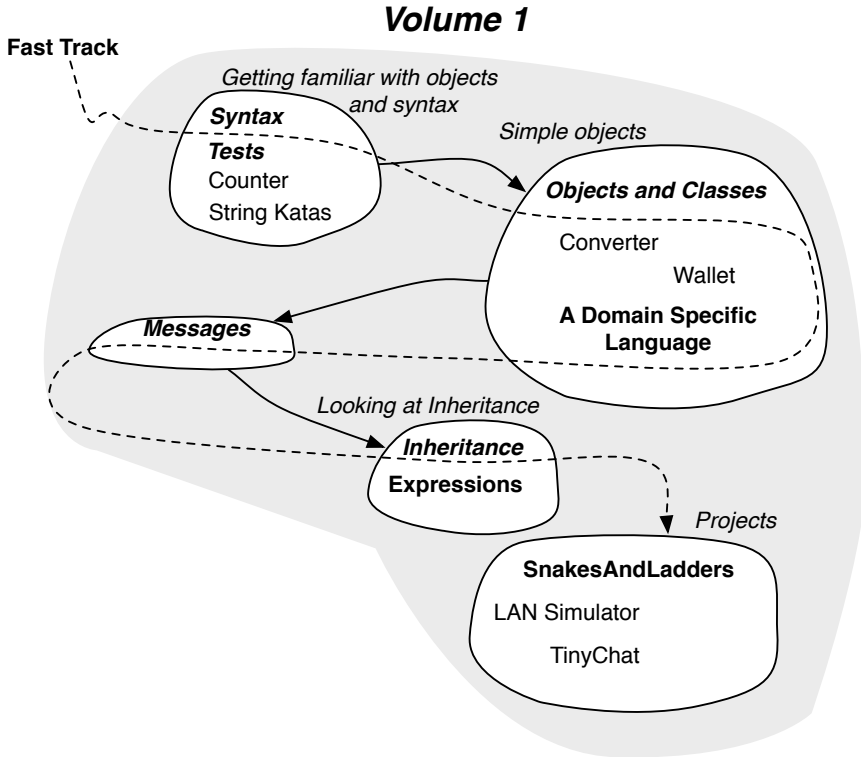 Volume 1
Fast Track
Getting familiar with objects
and syntax
Syntax
Tests
Counter
String Katas
Simple objects
Objects and Classes
Converter
Wallet
A Domain Specific
Language
Messages
Looking at Inheritance
Inheritance
Expressions
Projects
SnakesAndLadders
LAN Simulator
TinyChat